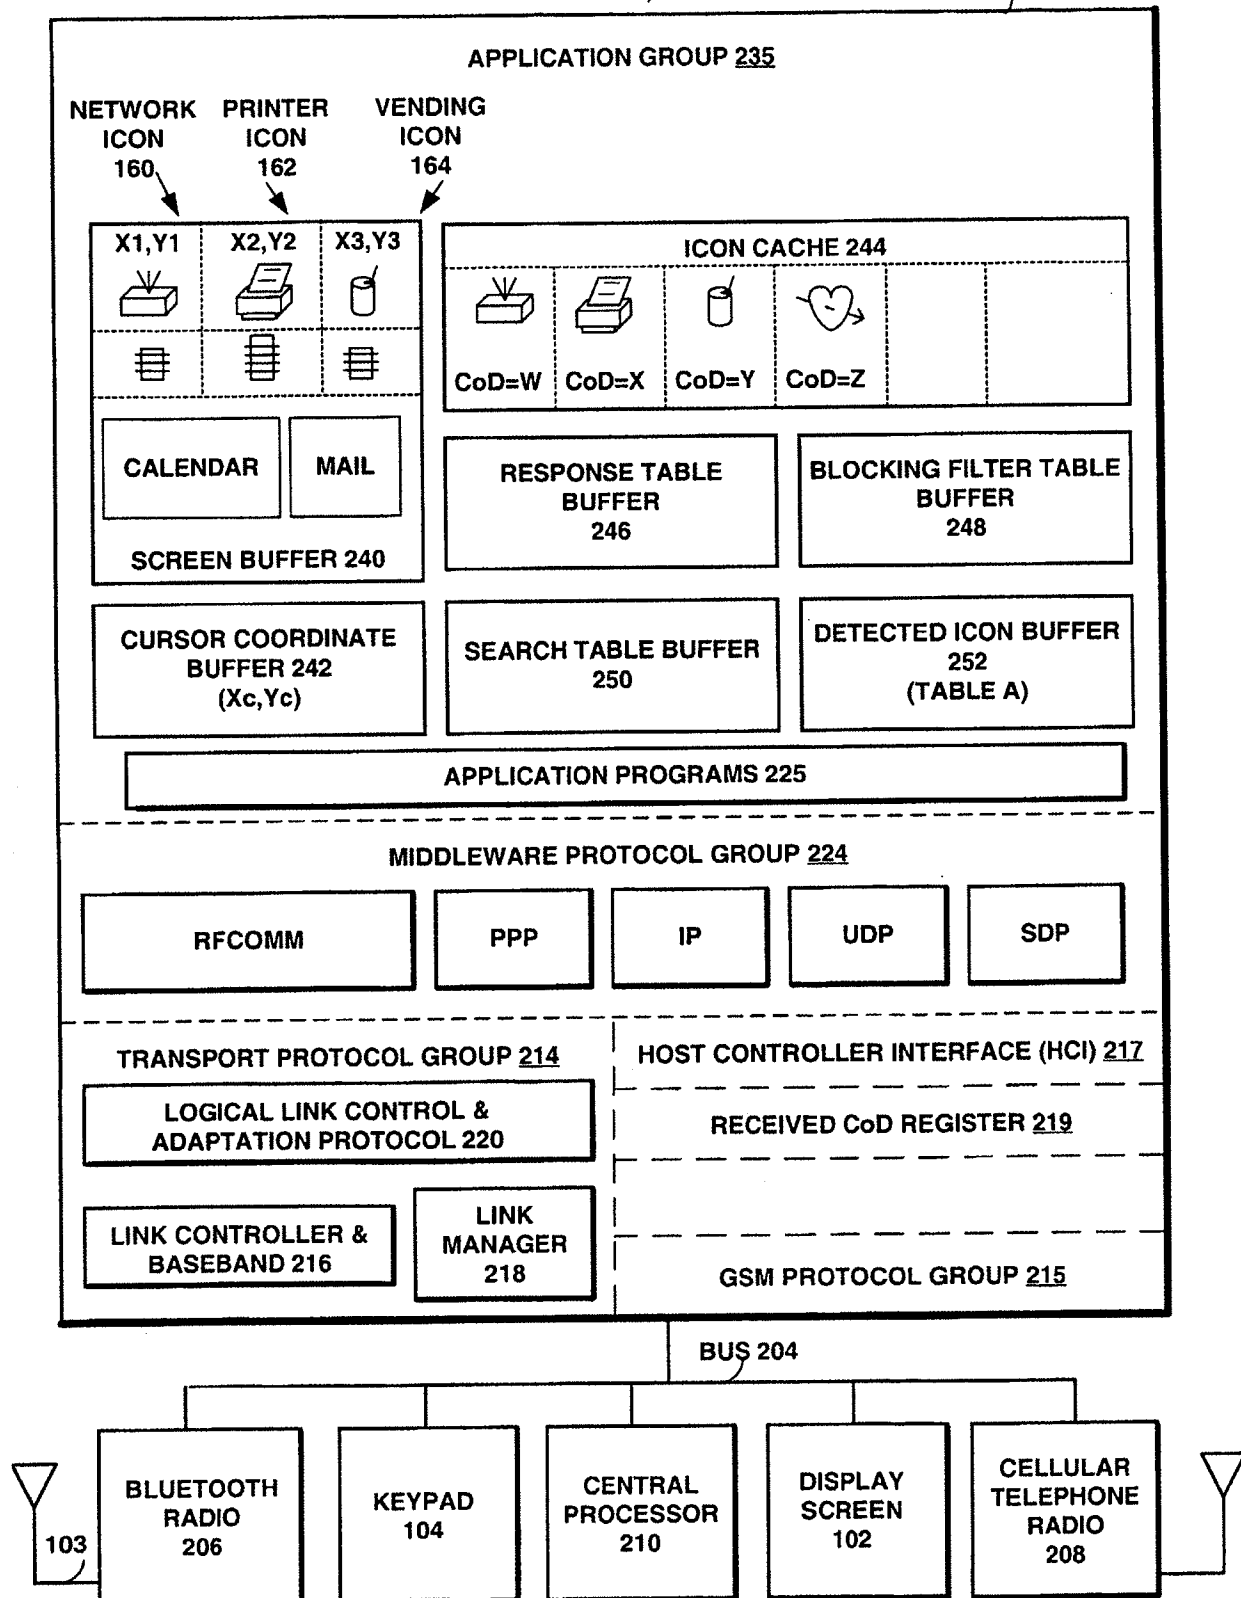 APPLICATION GROUP 235
NETWORK ICON 160
PRINTER ICON 162
VENDING ICON 164
X1,Y1
X2,Y2
X3,Y3
CALENDAR
MAIL
SCREEN BUFFER 240
ICON CACHE 244
CoD=W
CoD=X
CoD=Y
CoD=Z
RESPONSE TABLE
BUFFER
246
BLOCKING FILTER TABLE
BUFFER
248
CURSOR COORDINATE
BUFFER 242
(Xc,Yc)
SEARCH TABLE BUFFER
250
DETECTED ICON BUFFER
252
(TABLE A)
APPLICATION PROGRAMS 225
MIDDLEWARE PROTOCOL GROUP 224
RFCOMM
PPP
IP
UDP
SDP
TRANSPORT PROTOCOL GROUP 214
LOGICAL LINK CONTROL &
ADAPTATION PROTOCOL 220
LINK CONTROLLER &
BASEBAND 216
LINK
MANAGER
218
HOST CONTROLLER INTERFACE (HCI) 217
RECEIVED CoD REGISTER 219
GSM PROTOCOL GROUP 215
BUS 204
103
BLUETOOTH
RADIO
206
KEYPAD
104
CENTRAL
PROCESSOR
210
DISPLAY
SCREEN
102
CELLULAR
TELEPHONE
RADIO
208